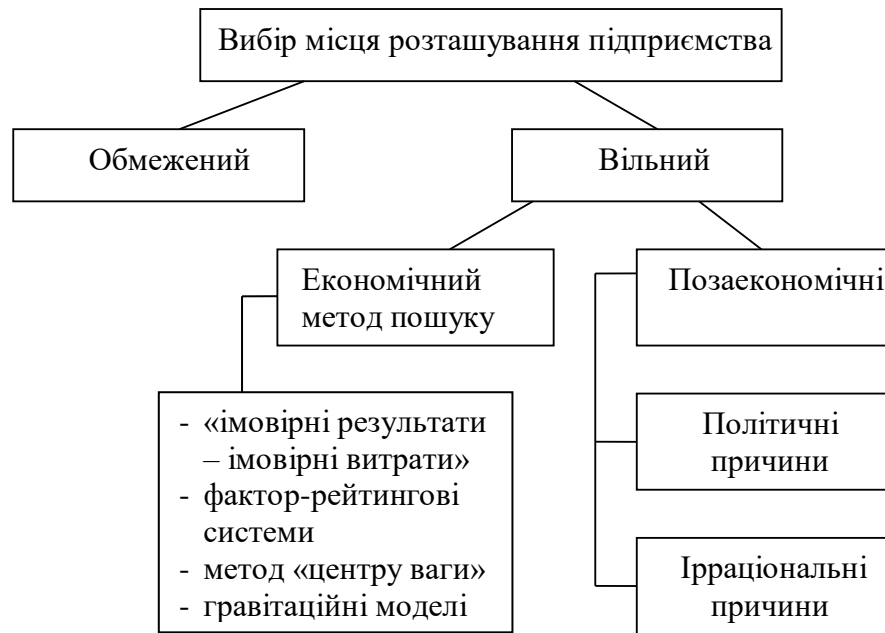 Вибір місця розташування підприємства
Обмежений
Вільний
Економічний
метод пошуку
Позаекономічні
- «імовірні результати
– імовірні витрати»
- фактор-рейтингові
системи
- метод «центру ваги»
- гравітаційні моделі
Політичні
причини
Ірраціональні
причини